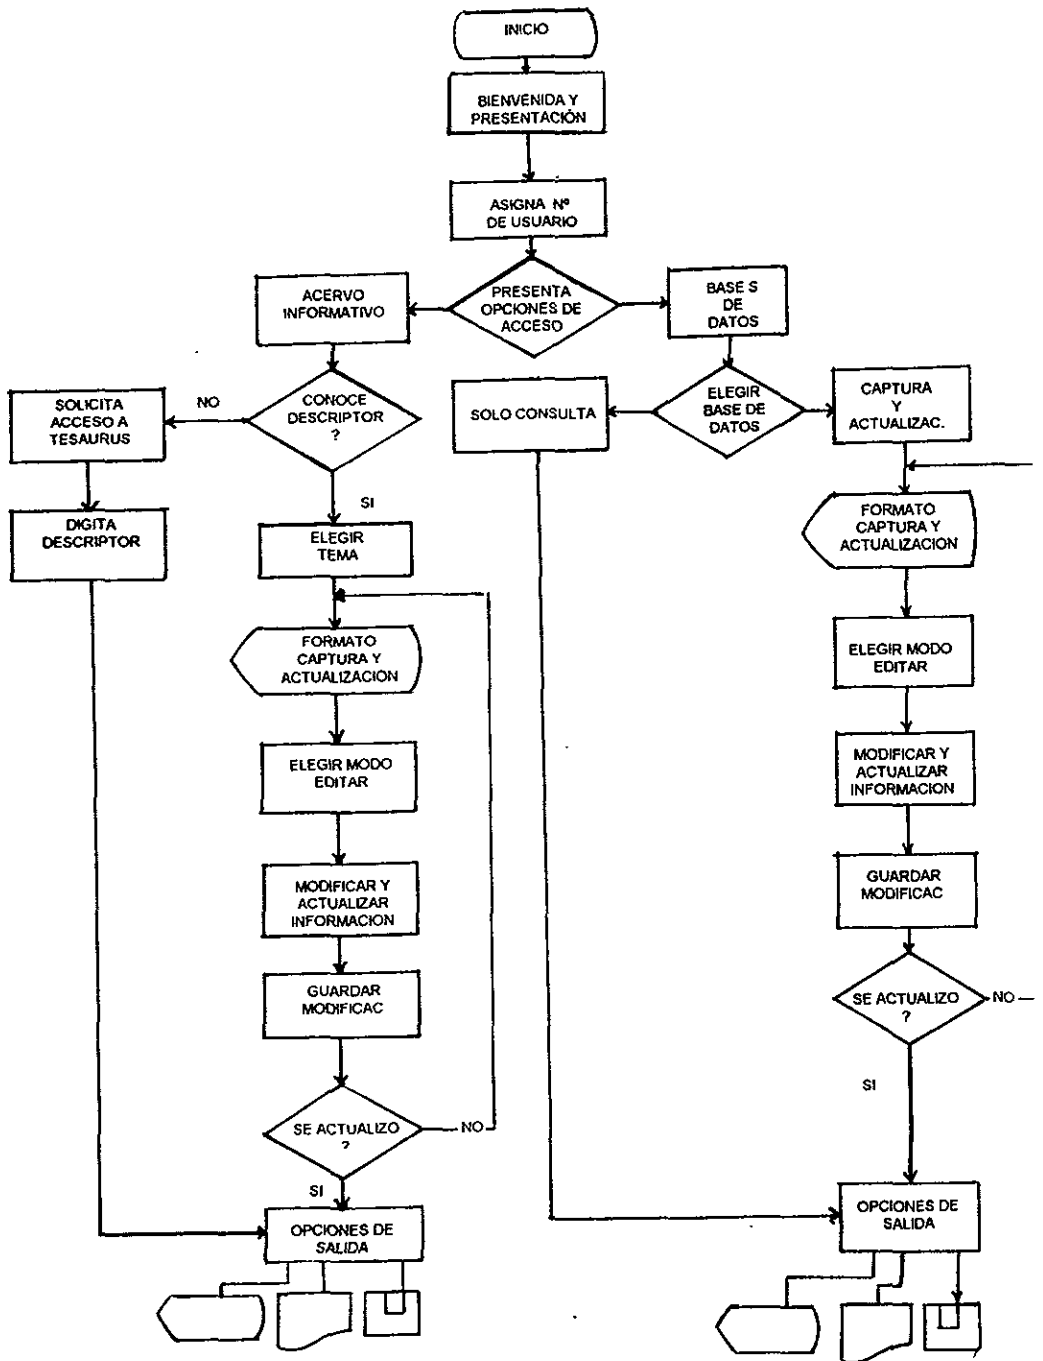 INICIO
BIENVENIDA Y
PRESENTACIÓN
ASIGNA Nº
DE USUARIO
PRESENTA
OPCIONES DE
ACCESO
ACERVO
INFORMATIVO
BASE S
DE
DATOS
CONOCE
DESCRIPTOR
?
NO
SOLICITA
ACCESO A
TESAURUS
DIGITA
DESCRIPTOR
SI
ELEGIR
TEMA
FORMATO
CAPTURA Y
ACTUALIZACION
ELEGIR MODO
EDITAR
MODIFICAR Y
ACTUALIZAR
INFORMACION
GUARDAR
MODIFICAC
SE ACTUALIZO
?
NO
SI
OPCIONES DE
SALIDA
ELEGIR
BASE DE
DATOS
SOLO CONSULTA
CAPTURA
Y
ACTUALIZAC.
FORMATO
CAPTURA Y
ACTUALIZACION
ELEGIR MODO
EDITAR
MODIFICAR Y
ACTUALIZAR
INFORMACION
GUARDAR
MODIFICAC
SE ACTUALIZO
?
NO
SI
OPCIONES DE
SALIDA